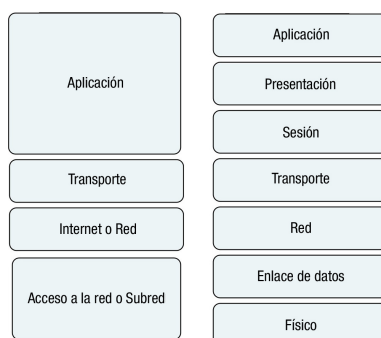 Aplicación
Transporte
Internet o Red
Acceso a la red o Subred
Aplicación
Presentación
Sesión
Transporte
Red
Enlace de datos
Físico